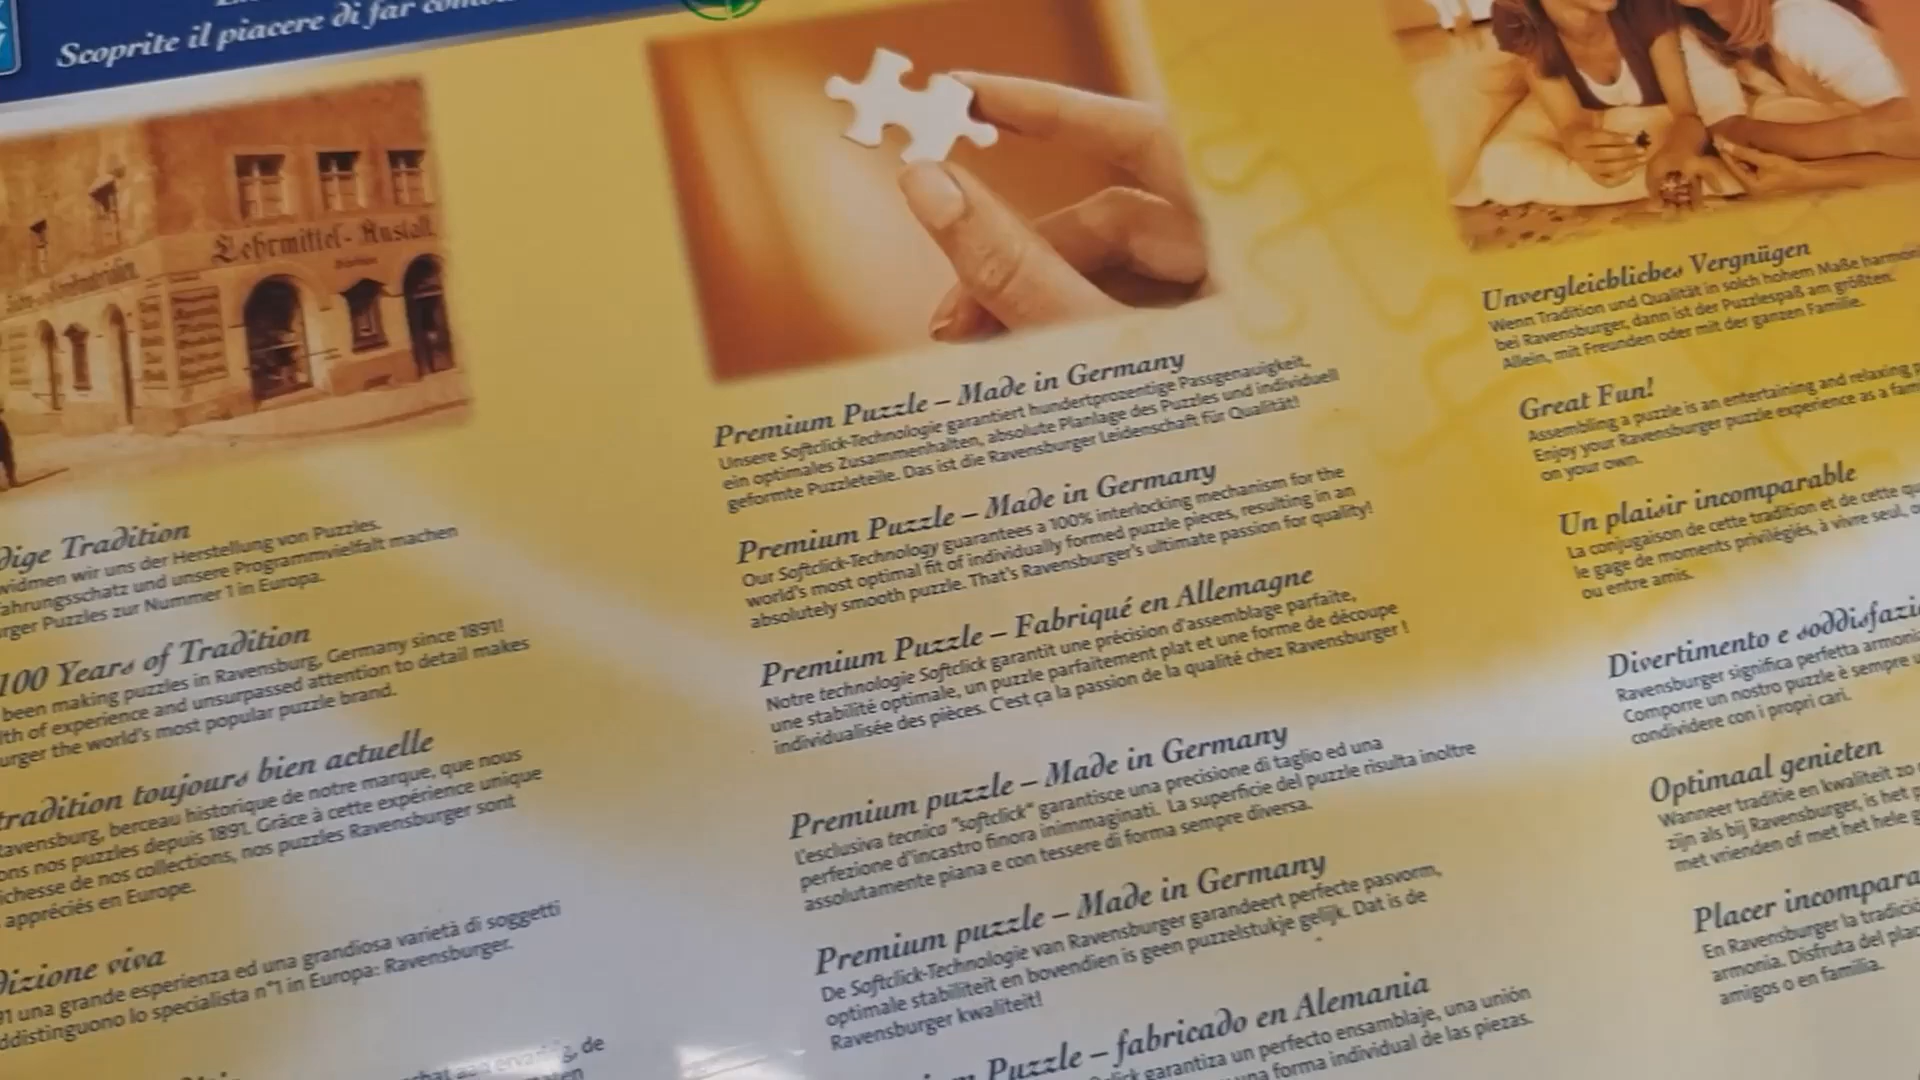 Scoprite il piacere di far
Lehrmittel-Anstalt
dige Tradition
widmen wir uns der Herstellung von Puzzles.
ahrungsschatz und unsere Programmvielfalt machen
rger Puzzles zur Nummer 1 in Europa.
100 Years of Tradition
been making puzzles in Ravensburg, Germany since 1891!
lth of experience and unsurpassed attention to detail makes
urger the world's most popular puzzle brand.
tradition toujours bien actuelle
Ravensburg, berceau historique de notre marque, que nous
ons nos puzzles depuis 1891. Grâce à cette expérience unique
ichesse de nos collections, nos puzzles Ravensburger sont
appréciés en Europe.
dizione viva
91 una grande esperienza ed una grandiosa varietà di soggetti
ddistinguono lo specialista n°1 in Europa: Ravensburger.
de
Premium Puzzle – Made in Germany
Unsere Softclick-Technologie garantiert hundertprozentige Passgenauigkeit,
ein optimales Zusammenhalten, absolute Planlage des Puzzles und individuell
geformte Puzzleteile. Das ist die Ravensburger Leidenschaft für Qualität!
Premium Puzzle – Made in Germany
Our Softclick-Technology guarantees a 100% interlocking mechanism for the
world's most optimal fit of individually formed puzzle pieces, resulting in an
absolutely smooth puzzle. That's Ravensburger's ultimate passion for quality!
Premium Puzzle – Fabriqué en Allemagne
Notre technologie Softclick garantit une précision d'assemblage parfaite,
une stabilité optimale, un puzzle parfaitement plat et une forme de découpe
individualisée des pièces. C'est ça la passion de la qualité chez Ravensburger !
Premium puzzle – Made in Germany
L'esclusiva tecnica "softclick" garantisce una precisione di taglio ed una
perfezione d'incastro finora inimmaginati. La superficie del puzzle risulta inoltre
assolutamente piana e con tessere di forma sempre diversa.
Premium puzzle – Made in Germany
De Softclick-Technologie van Ravensburger garandeert perfecte pasvorm,
optimale stabiliteit en bovendien is geen puzzelstukje gelijk. Dat is de
Ravensburger kwaliteit!
Puzzle – fabricado en Alemania
click garantiza un perfecto ensamblaje, una unión
una forma individual de las piezas.
Unvergleichliches Vergnügen
Wenn Tradition und Qualität in solch hohem Maße harmoni
bei Ravensburger, dann ist der Puzzlespaß am größten.
Allein, mit Freunden oder mit der ganzen Familie.
Great Fun!
Assembling a puzzle is an entertaining and relaxing p
Enjoy your Ravensburger puzzle experience as a fam
on your own.
Un plaisir incomparable
La conjugaison de cette tradition et de cette qu
le gage de moments privilégiés, à vivre seul, o
ou entre amis.
Divertimento e soddisfazi
Ravensburger significa perfetta armoni
Comporre un nostro puzzle è sempre u
condividere con i propri cari.
Optimaal genieten
Wanneer traditie en kwaliteit zo
zijn als bij Ravensburger, is het p
met vrienden of met het hele g
Placer incompara
En Ravensburger la tradició
armonía. Disfruta del plac
amigos o en familia.